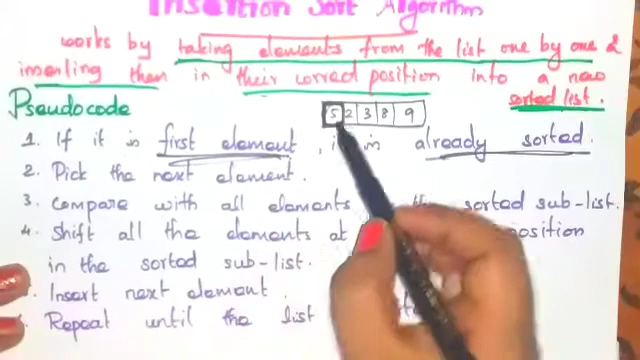 Insertion Sort Algorithm
works by taking elements from the list one by one &
inserting them in their correct position into a new
sorted list.
Pseudocode
5 2 3 8 9
1. If it is first element, it is already sorted.
2. Pick the next element.
3. Compare with all elements the sorted sub-list.
4. Shift all the elements at position
in the sorted sub-list.
Insert next element.
Repeat until the list